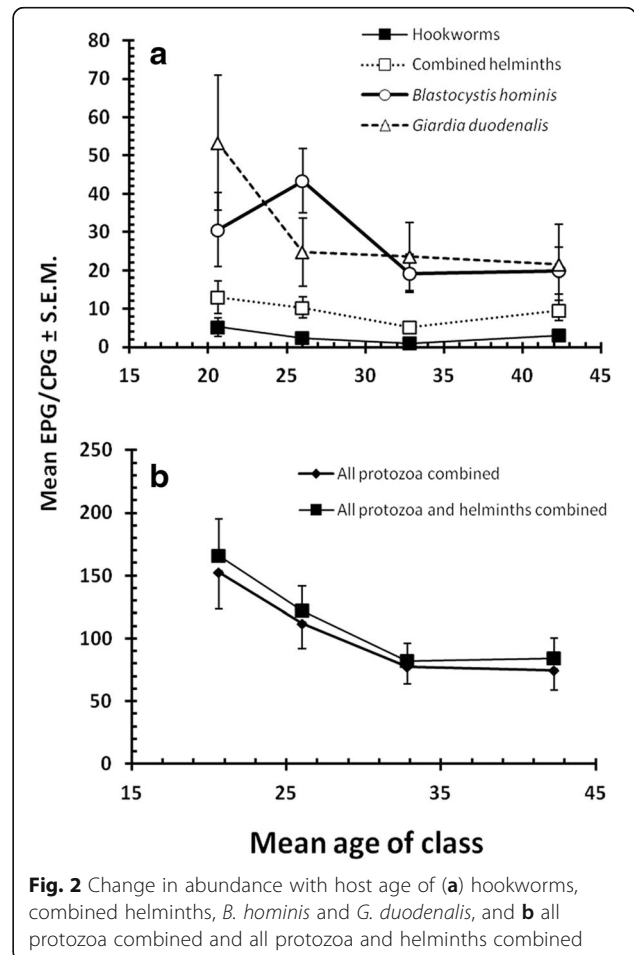 a
Hookworms
Combined helminths
Blastocystis hominis
Giardia duodenalis
80
70
60
50
40
30
20
10
0
15 20 25 30 35 40 45
Mean EPG/CPG ± S.E.M.
b
All protozoa combined
All protozoa and helminths combined
250
200
150
100
50
0
15 25 35 45
Mean age of class
Fig. 2 Change in abundance with host age of (a) hookworms,
combined helminths, B. hominis and G. duodenalis, and b all
protozoa combined and all protozoa and helminths combined